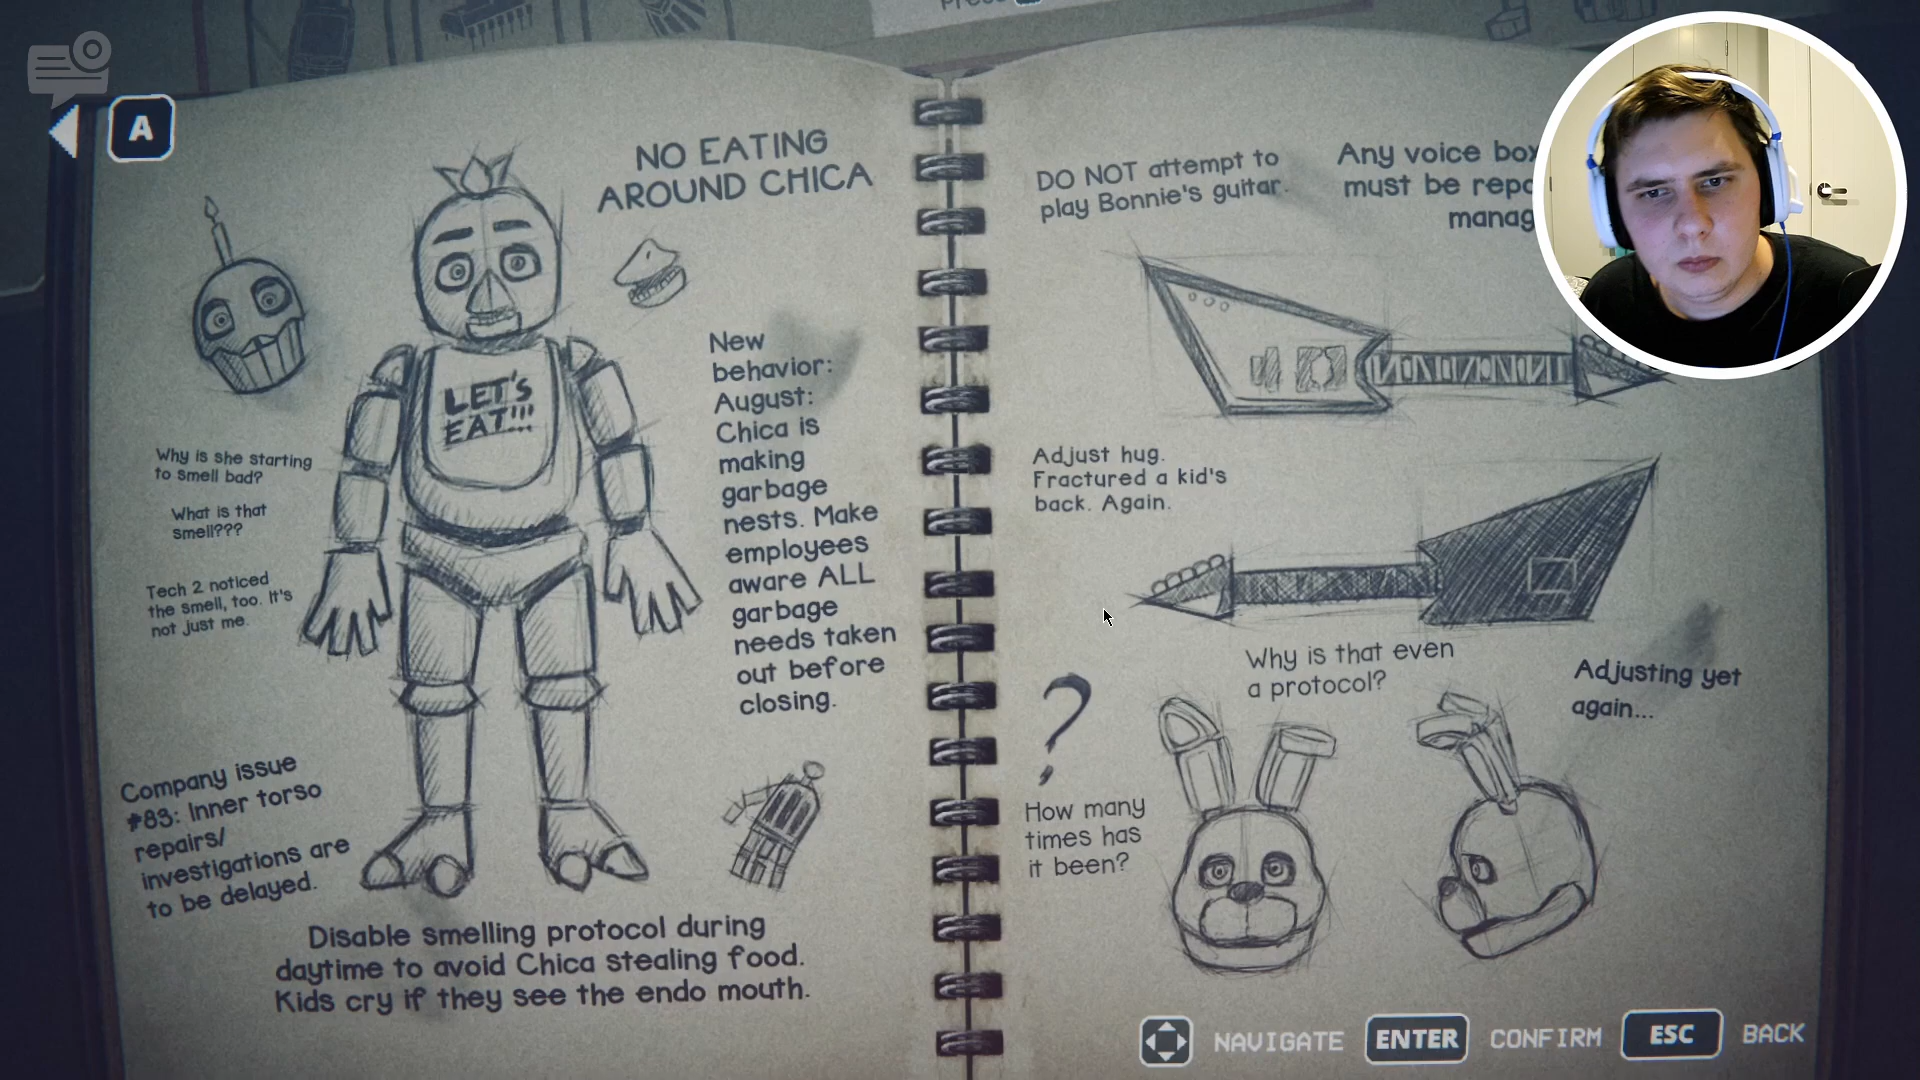 Press
A
NO EATING
AROUND CHICA
LET'S
EAT!!!
New
behavior:
August:
Chica is
making
garbage
nests. Make
employees
aware ALL
garbage
needs taken
out before
closing.
Why is she starting
to smell bad?
What is that
smell???
Tech 2 noticed
the smell, too. It's
not just me.
Company issue
#83: Inner torso
repairs/
investigations are
to be delayed.
Disable smelling protocol during
daytime to avoid Chica stealing food.
Kids cry if they see the endo mouth.
DO NOT attempt to
play Bonnie's guitar.
Any voice box
must be
Adjust hug.
Fractured a kid's
back. Again.
Why is that even
a protocol?
Adjusting yet
again...
?
How many
times has
it been?
NAVIGATE ENTER CONFIRM ESC BACK